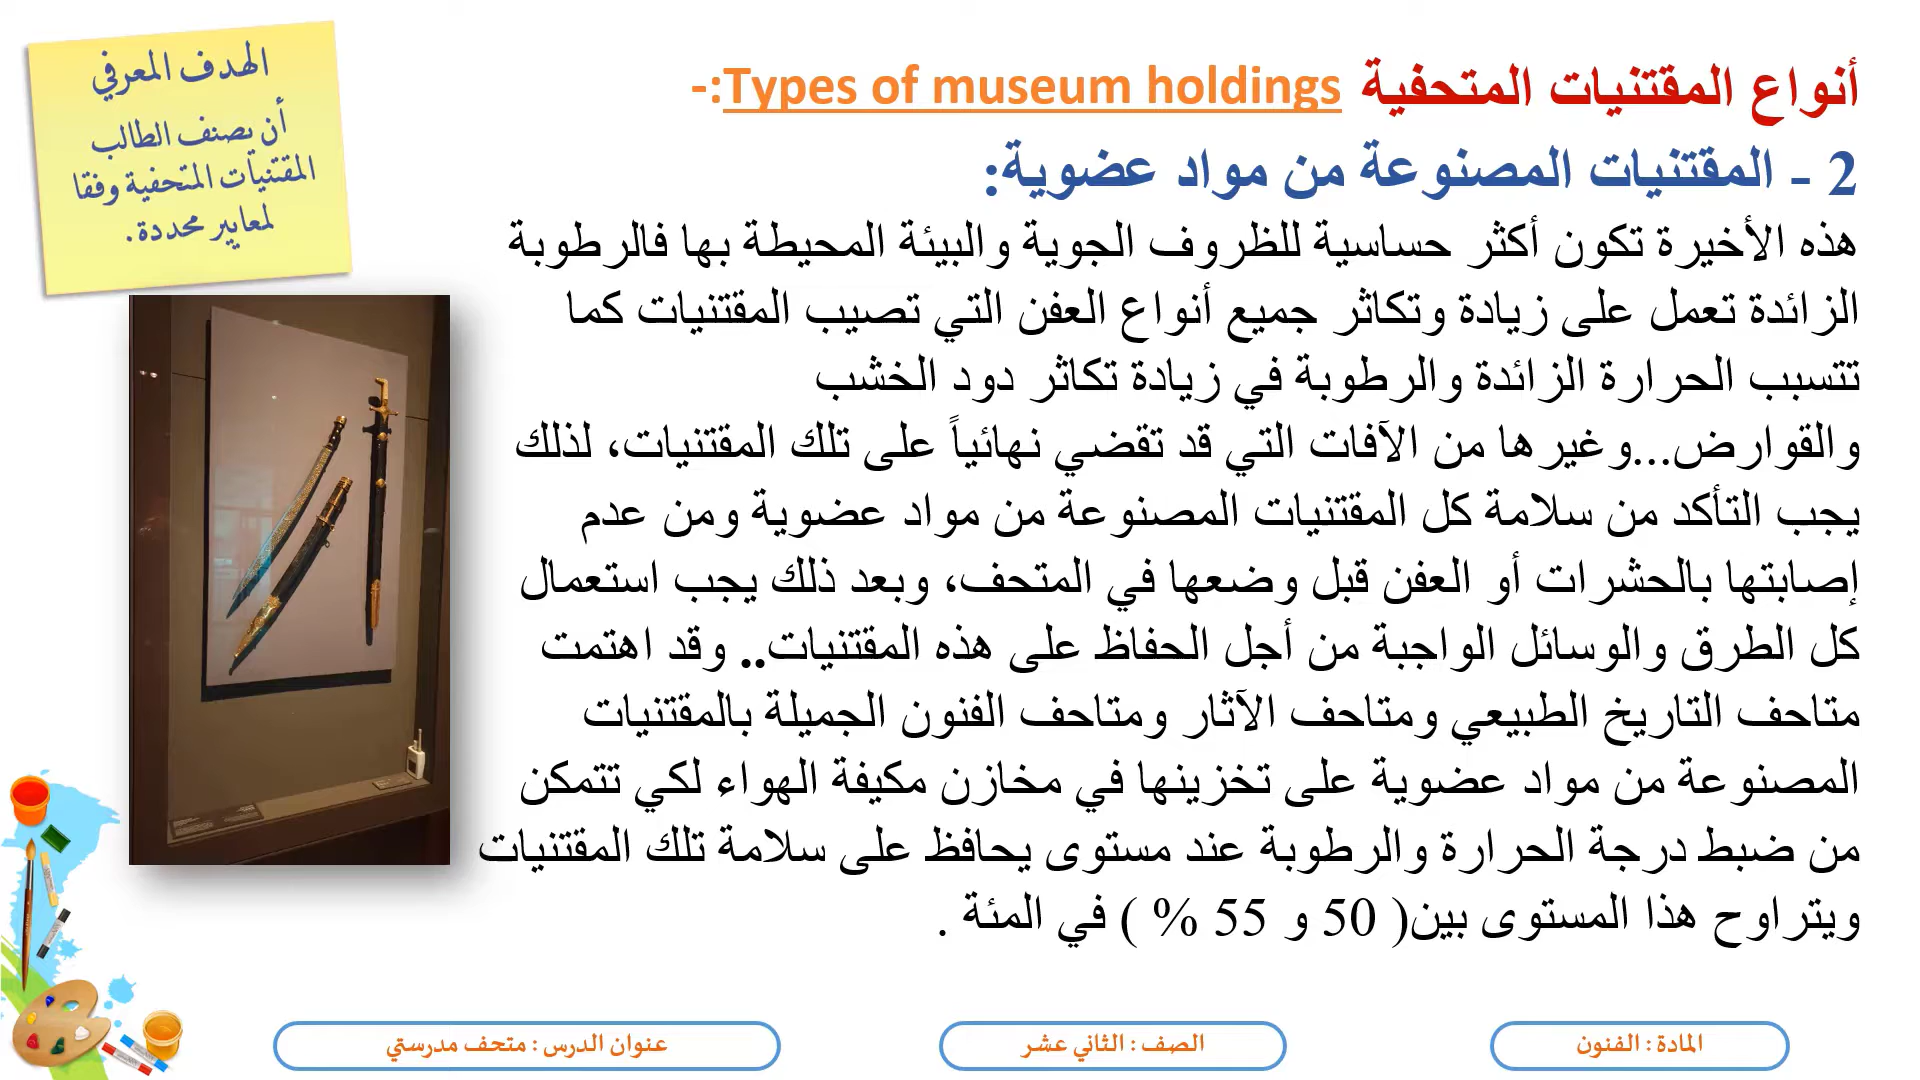 أنواع المقتنيات المتحفية Types of museum holdings:-
2 - المقتنيات المصنوعة من مواد عضوية:
هذه الأخيرة تكون أكثر حساسية للظروف الجوية والبيئة المحيطة بها فالرطوبة
الزائدة تعمل على زيادة وتكاثر جميع أنواع العفن التي تصيب المقتنيات كما
تتسبب الحرارة الزائدة والرطوبة في زيادة تكاثر دود الخشب
والقوارض...وغيرها من الآفات التي قد تقضي نهائياً على تلك المقتنيات، لذلك
يجب التأكد من سلامة كل المقتنيات المصنوعة من مواد عضوية ومن عدم
إصابتها بالحشرات أو العفن قبل وضعها في المتحف، وبعد ذلك يجب استعمال
كل الطرق والوسائل الواجبة من أجل الحفاظ على هذه المقتنيات.. وقد اهتمت
متاحف التاريخ الطبيعي ومتاحف الآثار ومتاحف الفنون الجميلة بالمقتنيات
المصنوعة من مواد عضوية على تخزينها في مخازن مكيفة الهواء لكي تتمكن
من ضبط درجة الحرارة والرطوبة عند مستوى يحافظ على سلامة تلك المقتنيات
ويتراوح هذا المستوى بين( 50 و 55 % ) في المئة .
الهدف المعرفي
أن يصنف الطالب
المقتنيات المتحفية وفقا
لمعايير محددة.
المادة : الفنون
الصف : الثاني عشر
عنوان الدرس : متحف مدرستي